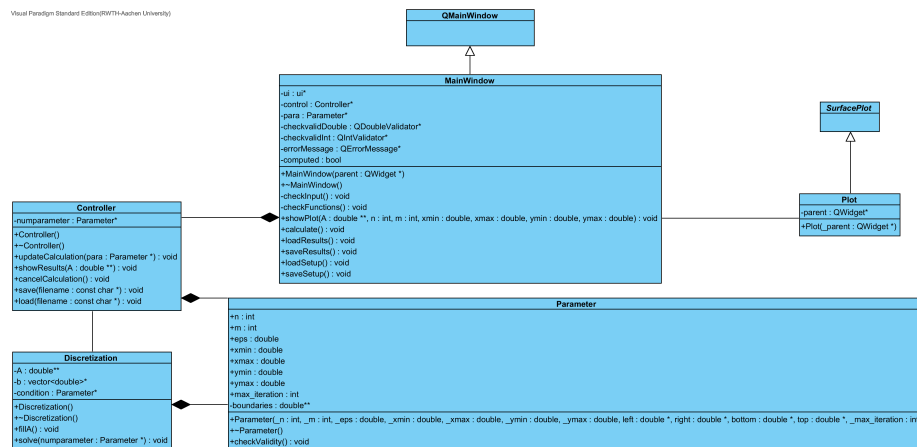 Visual Paradigm Standard Edition(RWTH-Aachen University)
QMainWindow
MainWindow
-ui : ui*
-control : Controller*
-para : Parameter*
-checkvalidDouble : QDoubleValidator*
-checkvalidInt : QIntValidator*
-errorMessage : QErrorMessage*
-computed : bool
+MainWindow(parent : QWidget *)
+~MainWindow()
-checkInput() : void
-checkFunctions() : void
+showPlot(A : double **, n : int, m : int, xmin : double, xmax : double, ymin : double, ymax : double) : void
+calculate() : void
+loadResults() : void
+saveResults() : void
+loadSetup() : void
+saveSetup() : void
SurfacePlot
Plot
-parent : QWidget*
+Plot(_parent : QWidget *)
Controller
-numparameter : Parameter*
+Controller()
+~Controller()
+updateCalculation(para : Parameter *) : void
+showResults(A : double **) : void
+cancelCalculation() : void
+save(filename : const char *) : void
+load(filename : const char *) : void
Parameter
+n : int
+m : int
+eps : double
+xmin : double
+xmax : double
+ymin : double
+ymax : double
+max_iteration : int
-boundaries : double**
+Parameter(_n : int, _m : int, _eps : double, _xmin : double, _xmax : double, _ymin : double, _ymax : double, left : double *, right : double *, bottom : double *, top : double *, _max_iteration : int
+~Parameter()
+checkValidity() : void
Discretization
-A : double**
-b : vector<double>*
-condition : Parameter*
+Discretization()
+~Discretization()
+fillA() : void
+solve(numparameter : Parameter *) : void